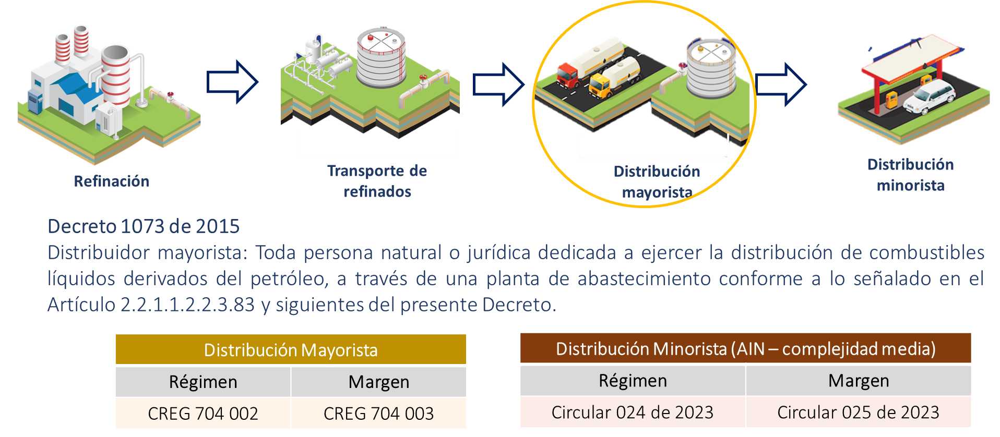 Refinación
Transporte de
refinados
Distribución
mayorista
Distribución
minorista
Decreto 1073 de 2015
Distribuidor mayorista: Toda persona natural o jurídica dedicada a ejercer la distribución de combustibles
líquidos derivados del petróleo, a través de una planta de abastecimiento conforme a lo señalado en el
Artículo 2.2.1.1.2.2.3.83 y siguientes del presente Decreto.
Distribución Mayorista
Régimen
Margen
CREG 704 002
CREG 704 003
Distribución Minorista (AIN – complejidad media)
Régimen
Margen
Circular 024 de 2023
Circular 025 de 2023